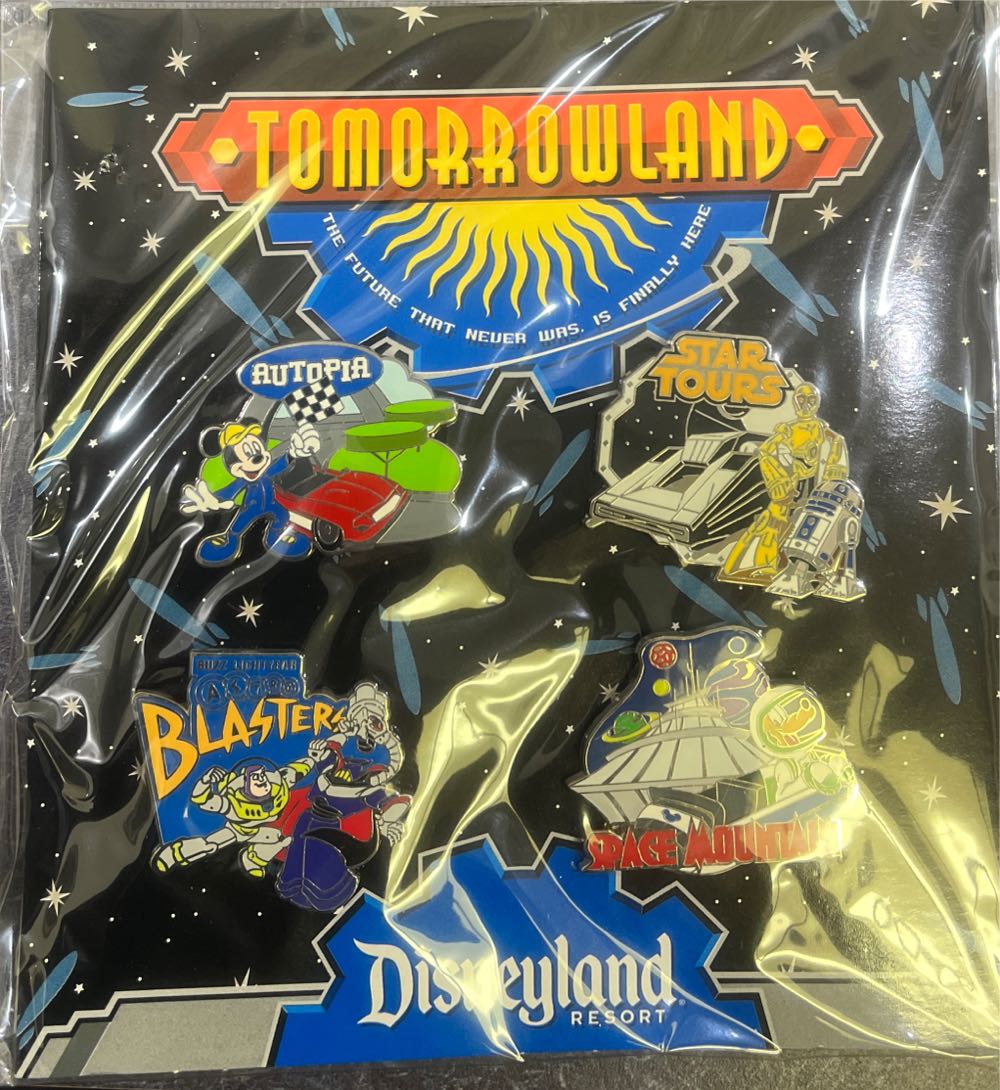 TOMORROWLAND
THE FUTURE THAT NEVER WAS. IS FINALLY HERE
AUTOPIA
STAR
TOURS
BUZZ LIGHTYEAR
ASTRO
BLASTERS
SPACE MOUNTAIN
Disneyland
RESORT